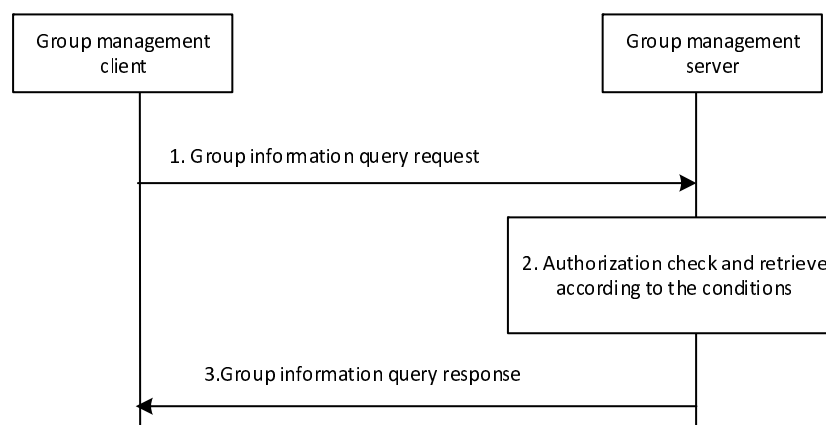 Group management
client
Group management
server
1. Group information query request
2. Authorization check and retrieve
according to the conditions
3.Group information query response